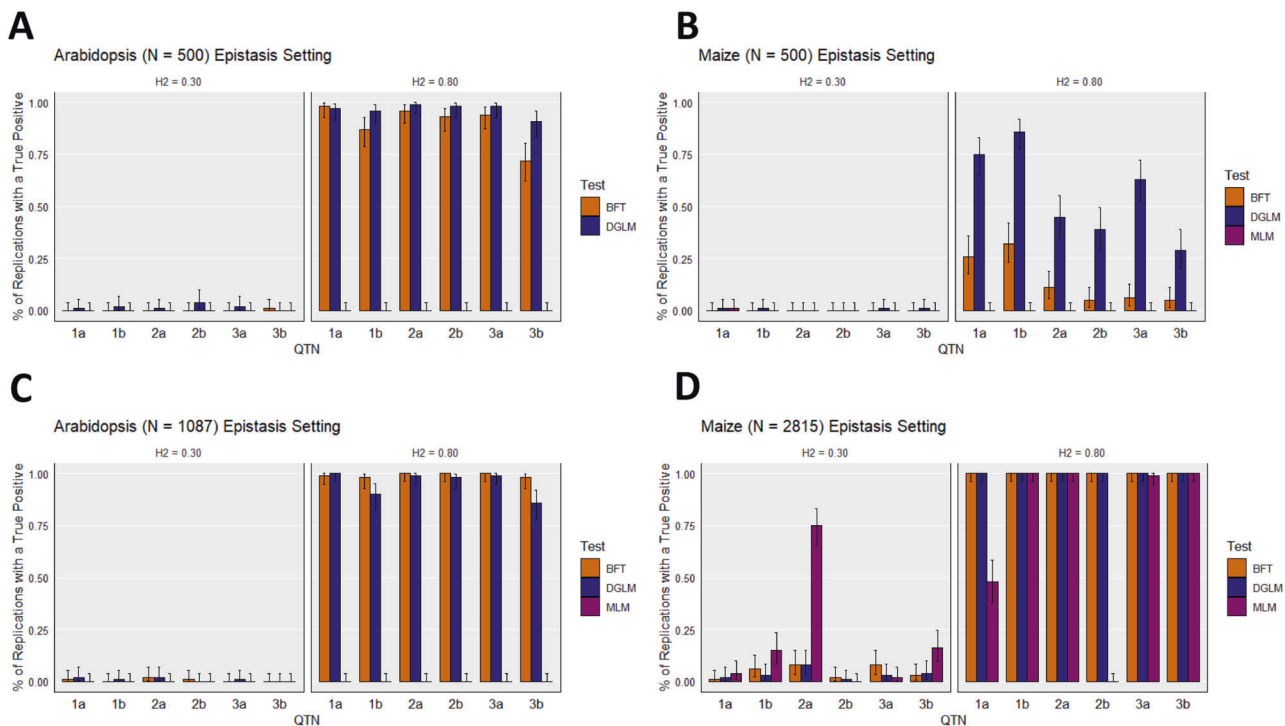 A
Arabidopsis (N = 500) Epistasis Setting
H2 = 0.30
H2 = 0.80
% of Replications with a True Positive
1.00
0.75
0.50
0.25
0.00
1a 1b 2a 2b 3a 3b
1a 1b 2a 2b 3a 3b
QTN
Test
BFT
DGLM
B
Maize (N = 500) Epistasis Setting
H2 = 0.30
H2 = 0.80
% of Replications with a True Positive
1.00
0.75
0.50
0.25
0.00
1a 1b 2a 2b 3a 3b
1a 1b 2a 2b 3a 3b
QTN
Test
BFT
DGLM
MLM
C
Arabidopsis (N = 1087) Epistasis Setting
H2 = 0.30
H2 = 0.80
% of Replications with a True Positive
1.00
0.75
0.50
0.25
0.00
1a 1b 2a 2b 3a 3b
1a 1b 2a 2b 3a 3b
QTN
Test
BFT
DGLM
MLM
D
Maize (N = 2815) Epistasis Setting
H2 = 0.30
H2 = 0.80
% of Replications with a True Positive
1.00
0.75
0.50
0.25
0.00
1a 1b 2a 2b 3a 3b
1a 1b 2a 2b 3a 3b
QTN
Test
BFT
DGLM
MLM